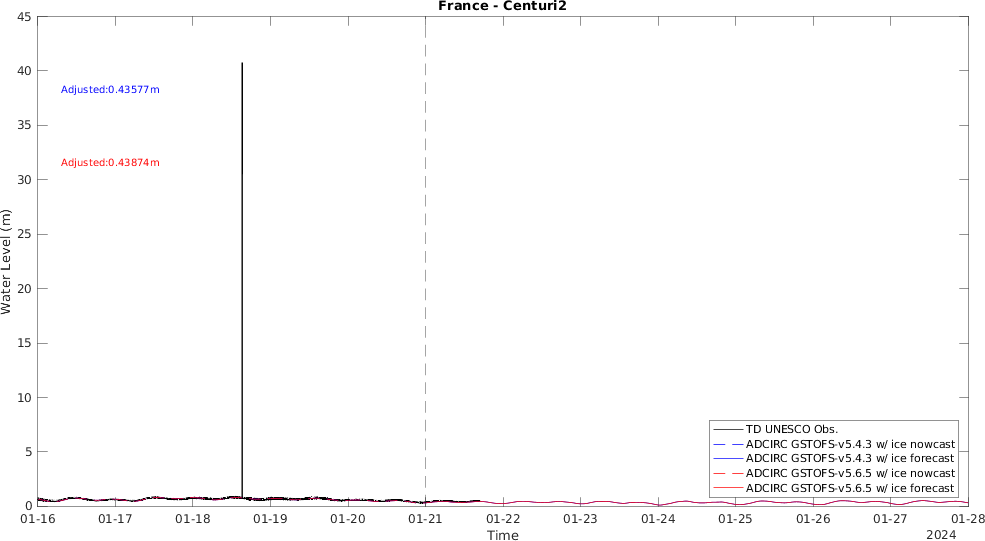 France - Centuri2
45
40
35
30
25
20
15
10
5
0
Water Level (m)
Adjusted:0.43577m
Adjusted:0.43874m
TD UNESCO Obs.
ADCIRC GSTOFS-v5.4.3 w/ ice nowcast
ADCIRC GSTOFS-v5.4.3 w/ ice forecast
ADCIRC GSTOFS-v5.6.5 w/ ice nowcast
ADCIRC GSTOFS-v5.6.5 w/ ice forecast
01-16 01-17 01-18 01-19 01-20 01-21 01-22 01-23 01-24 01-25 01-26 01-27 01-28
Time
2024